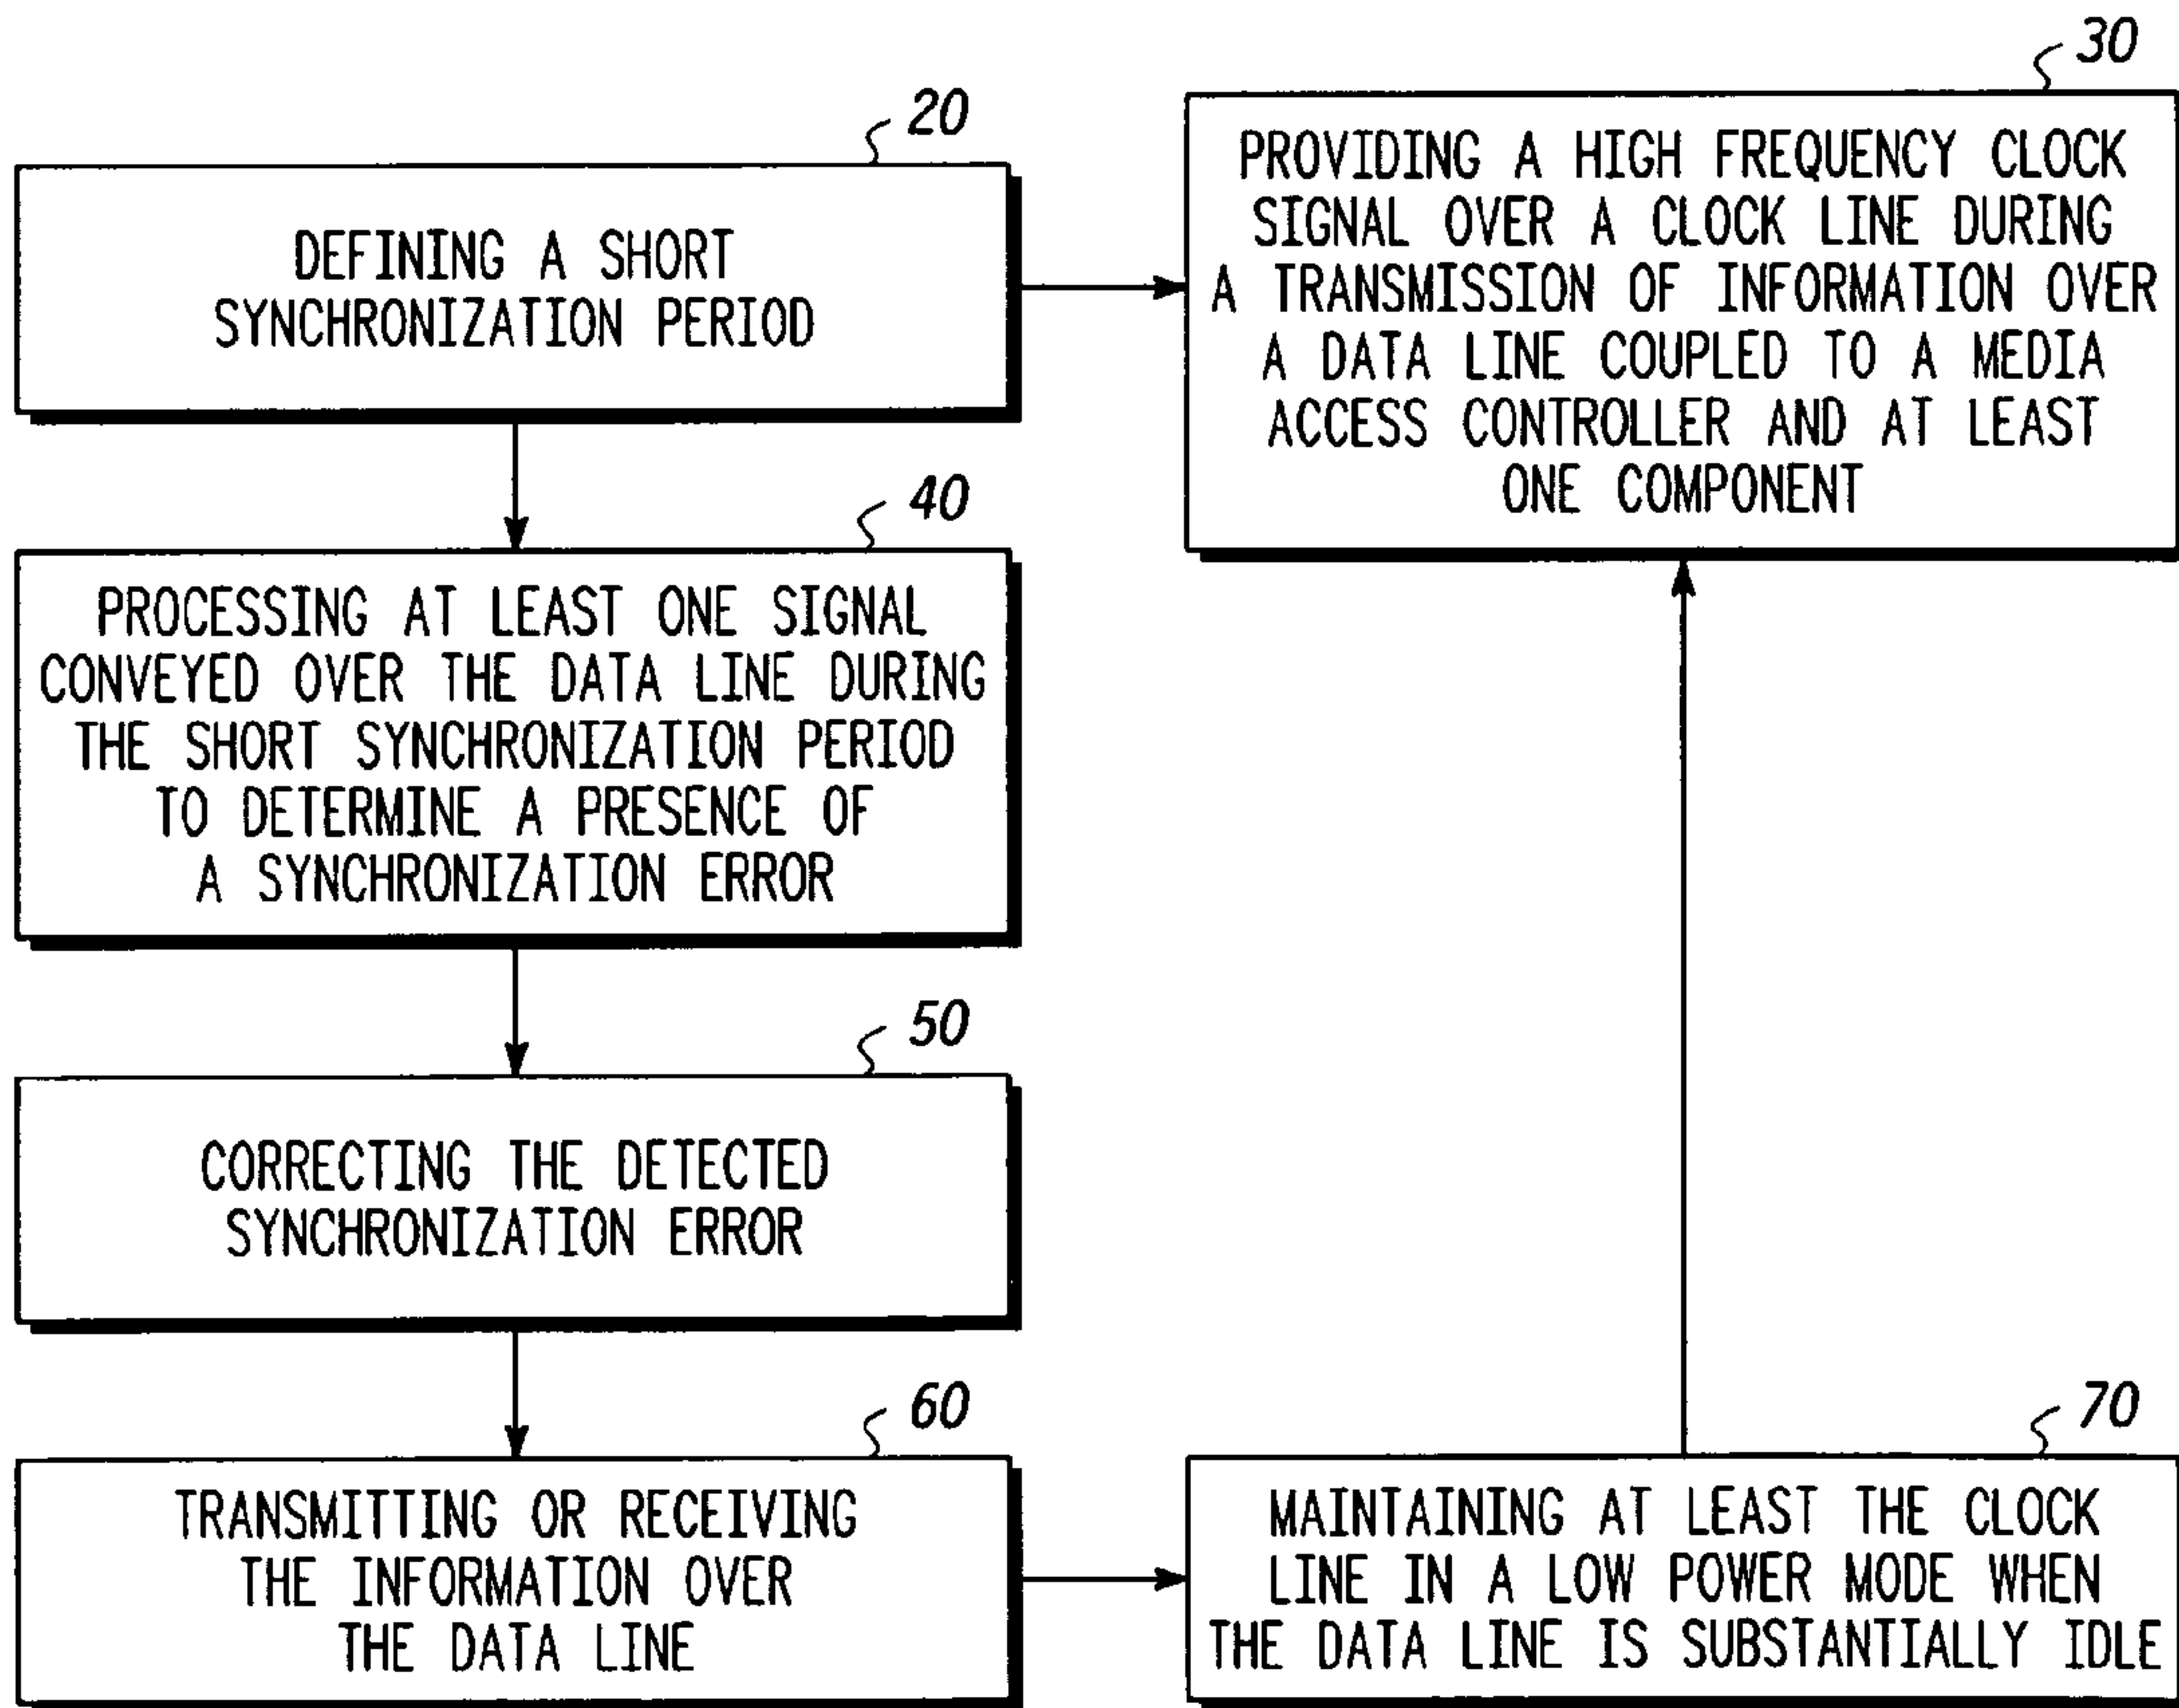 20
DEFINING A SHORT
SYNCHRONIZATION PERIOD
30
PROVIDING A HIGH FREQUENCY CLOCK
SIGNAL OVER A CLOCK LINE DURING
A TRANSMISSION OF INFORMATION OVER
A DATA LINE COUPLED TO A MEDIA
ACCESS CONTROLLER AND AT LEAST
ONE COMPONENT
40
PROCESSING AT LEAST ONE SIGNAL
CONVEYED OVER THE DATA LINE DURING
THE SHORT SYNCHRONIZATION PERIOD
TO DETERMINE A PRESENCE OF
A SYNCHRONIZATION ERROR
50
CORRECTING THE DETECTED
SYNCHRONIZATION ERROR
60
TRANSMITTING OR RECEIVING
THE INFORMATION OVER
THE DATA LINE
70
MAINTAINING AT LEAST THE CLOCK
LINE IN A LOW POWER MODE WHEN
THE DATA LINE IS SUBSTANTIALLY IDLE